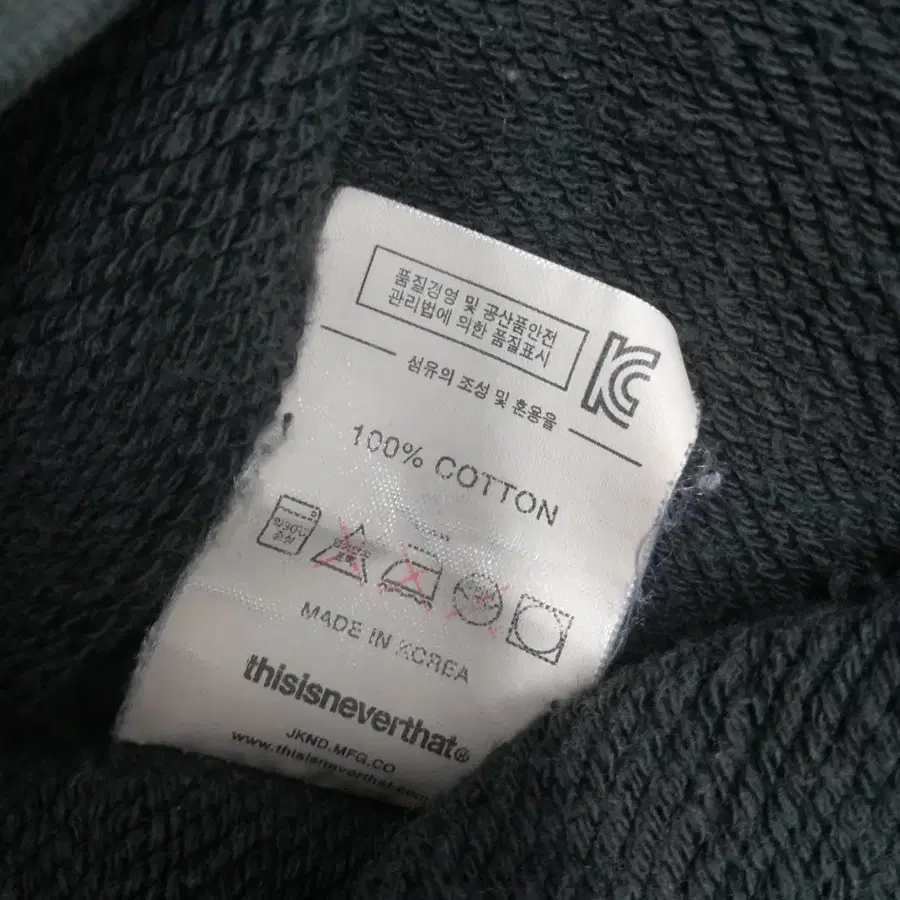 품질경영 및 공산품안전
관리법에 의한 품질표시
섬유의 조성 및 혼용율
100% COTTON
MADE IN KOREA
thisisneverthat®
JKND.MFG.CO
www.thisisneverthat.com